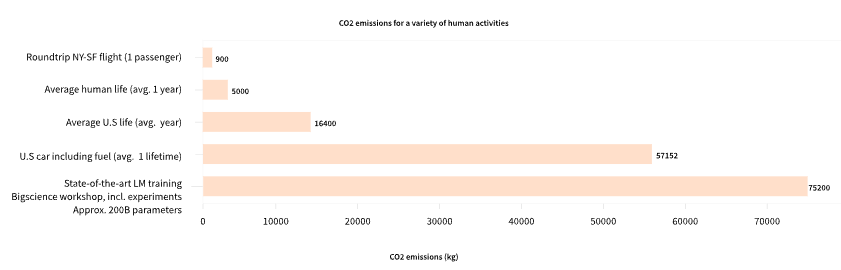 CO2 emissions for a variety of human activities
Roundtrip NY-SF flight (1 passenger)
900
Average human life (avg. 1 year)
5000
Average U.S life (avg. year)
16400
U.S car including fuel (avg. 1 lifetime)
57152
State-of-the-art LM training
Bigscience workshop, incl. experiments
Approx. 200B parameters
75200
0 10000 20000 30000 40000 50000 60000 70000
CO2 emissions (kg)